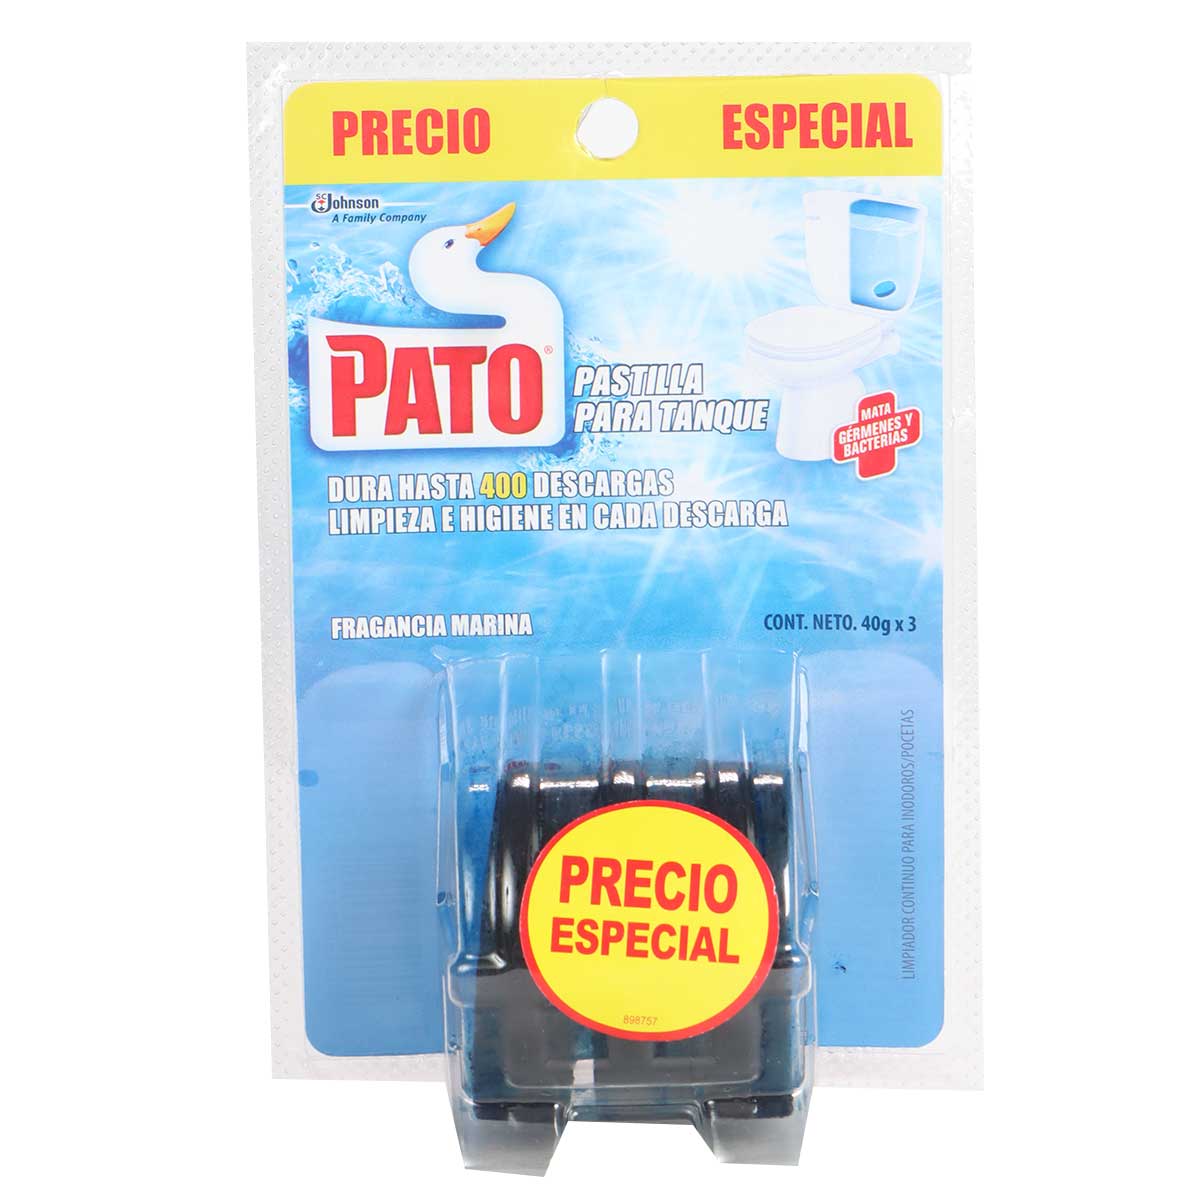 PRECIO ESPECIAL
SC Johnson
A Family Company
PATO®
PASTILLA
PARA TANQUE
MATA
GÉRMENES Y
BACTERIAS
DURA HASTA 400 DESCARGAS
LIMPIEZA E HIGIENE EN CADA DESCARGA
FRAGANCIA MARINA
CONT. NETO. 40g x 3
LIMPIADOR CONTINUO PARA INODOROS/POCETAS
PRECIO
ESPECIAL
898757